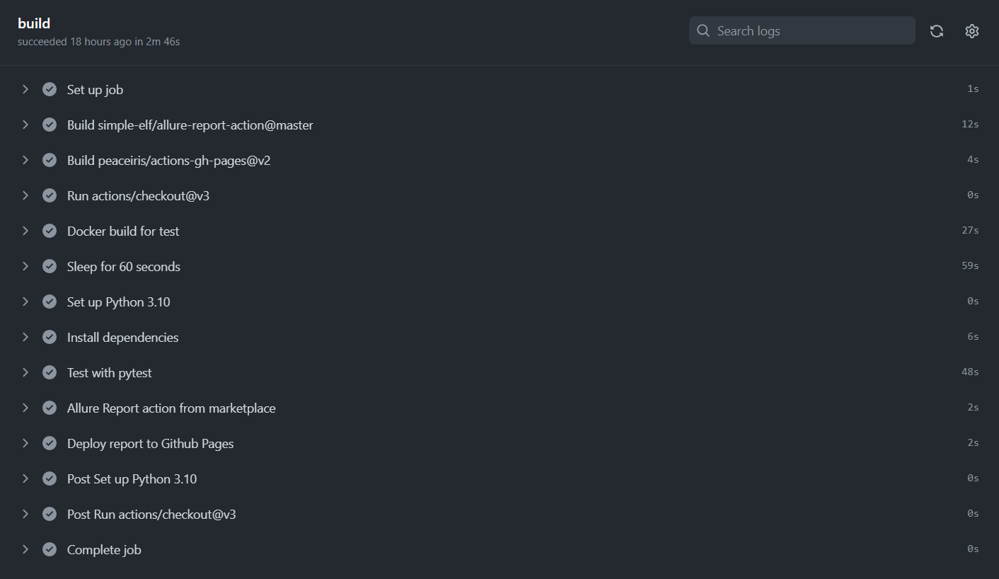 build
succeeded 18 hours ago in 2m 46s
Search logs
Set up job 1s
Build simple-elf/allure-report-action@master 12s
Build peaceiris/actions-gh-pages@v2 4s
Run actions/checkout@v3 0s
Docker build for test 27s
Sleep for 60 seconds 59s
Set up Python 3.10 0s
Install dependencies 6s
Test with pytest 48s
Allure Report action from marketplace 2s
Deploy report to Github Pages 2s
Post Set up Python 3.10 0s
Post Run actions/checkout@v3 0s
Complete job 0s